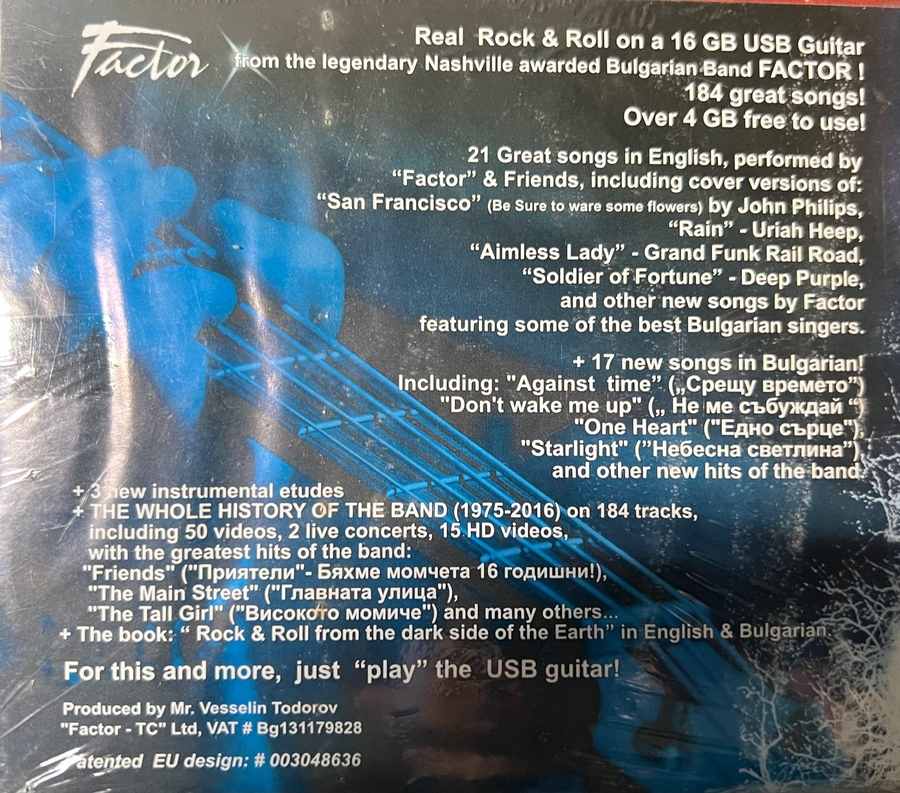 Factor
Real Rock & Roll on a 16 GB USB Guitar
from the legendary Nashville awarded Bulgarian Band FACTOR !
184 great songs!
Over 4 GB free to use!
21 Great songs in English, performed by
“Factor” & Friends, including cover versions of:
“San Francisco” (Be Sure to ware some flowers) by John Philips,
“Rain” - Uriah Heep,
“Aimless Lady” - Grand Funk Rail Road,
“Soldier of Fortune” - Deep Purple,
and other new songs by Factor
featuring some of the best Bulgarian singers.
+ 17 new songs in Bulgarian!
Including: "Against time” („Срещу времето”)
"Don't wake me up" („ Не ме събуждай “)
"One Heart" ("Едно сърце"),
"Starlight" (”Небесна светлина”),
and other new hits of the band
+ 3 new instrumental etudes
+ THE WHOLE HISTORY OF THE BAND (1975-2016) on 184 tracks,
including 50 videos, 2 live concerts, 15 HD videos,
with the greatest hits of the band:
"Friends" ("Приятели"- Бяхме момчета 16 годишни!),
"The Main Street" ("Главната улица"),
"The Tall Girl" ("Високото момиче") and many others...
+ The book: “ Rock & Roll from the dark side of the Earth” in English & Bulgarian.
For this and more, just “play” the USB guitar!
Produced by Mr. Vesselin Todorov
"Factor - TC" Ltd, VAT # Bg131179828
Patented EU design: # 003048636